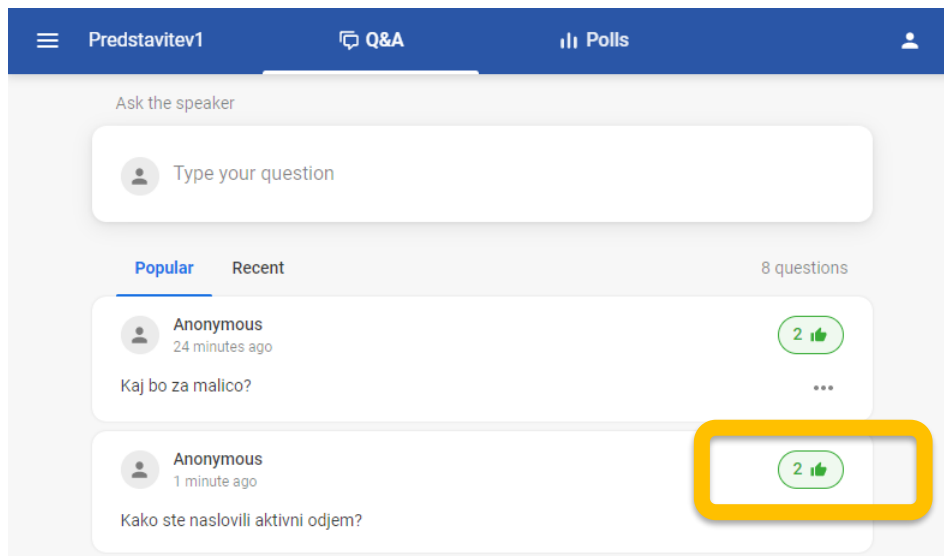 Predstavitev1 Q&A Polls
Ask the speaker
Type your question
Popular Recent 8 questions
Anonymous
24 minutes ago
2
Kaj bo za malico?
Anonymous
1 minute ago
2
Kako ste naslovili aktivni odjem?